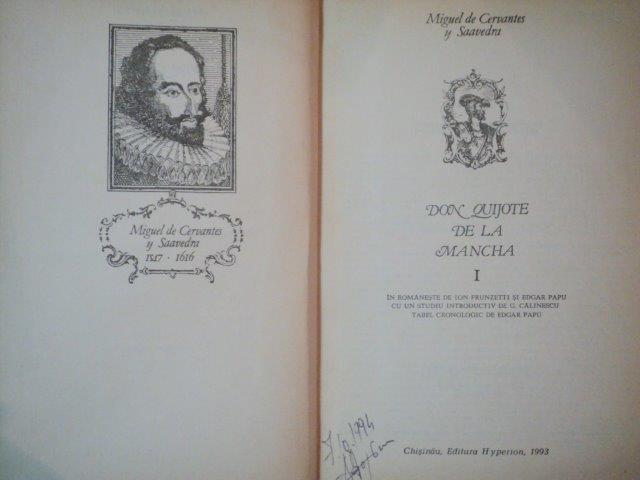 Miguel de Cervantes
y Saavedra
1547 · 1616
Miguel de Cervantes
y Saavedra
DON QUIJOTE
DE LA
MANCHA
I
ÎN ROMÂNEȘTE DE ION FRUNZETTI ȘI EDGAR PAPU
CU UN STUDIU INTRODUCTIV DE G. CĂLINESCU
TABEL CRONOLOGIC DE EDGAR PAPU
Chișinău, Editura Hyperion, 1993